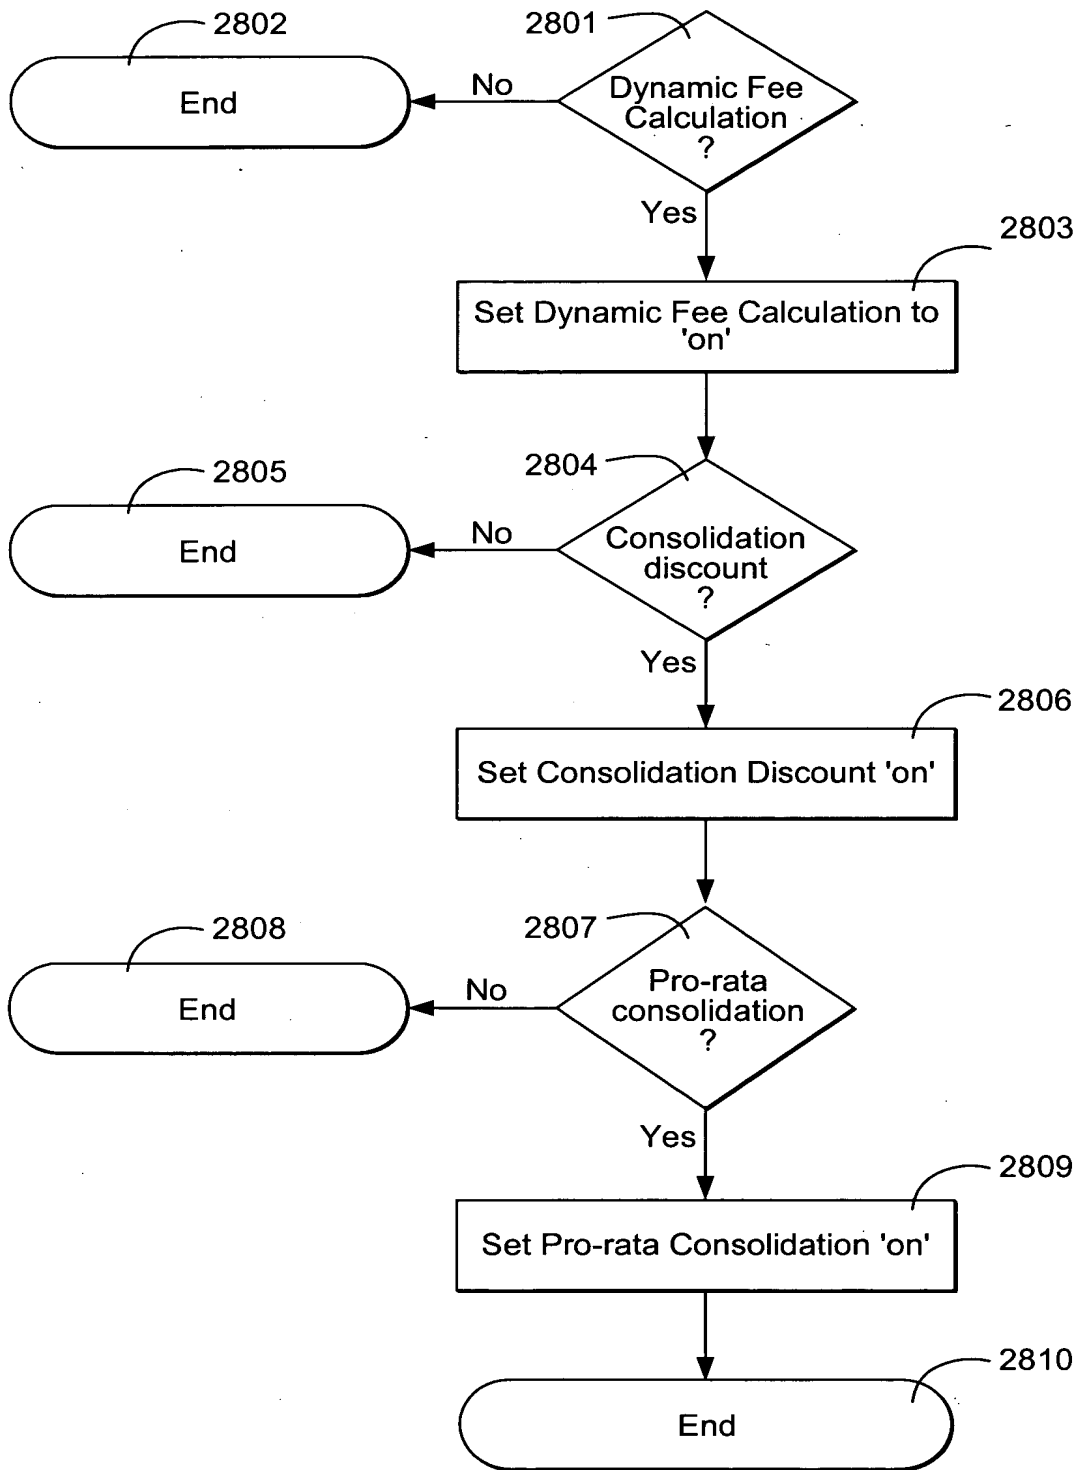 2802
End
2801
No
Dynamic Fee
Calculation
?
Yes
2803
Set Dynamic Fee Calculation to
'on'
2805
End
2804
No
Consolidation
discount
?
Yes
2806
Set Consolidation Discount 'on'
2808
End
2807
No
Pro-rata
consolidation
?
Yes
2809
Set Pro-rata Consolidation 'on'
2810
End